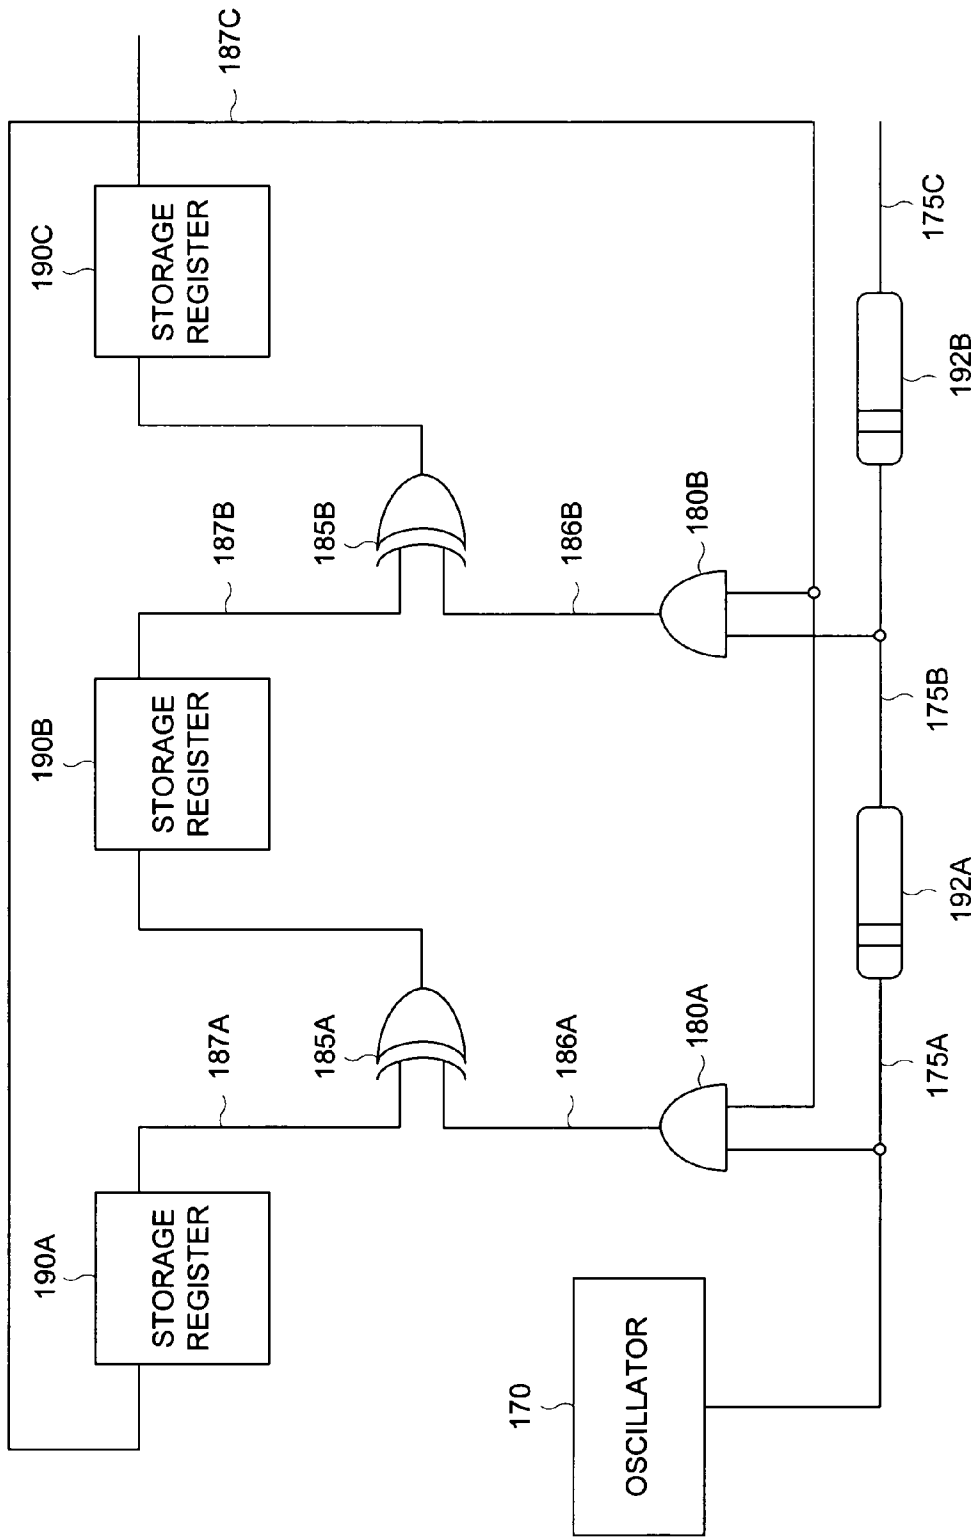 187C
190C
STORAGE
REGISTER
175C
192B
187B
185B
186B
180B
190B
STORAGE
REGISTER
175B
192A
187A
185A
186A
180A
175A
190A
STORAGE
REGISTER
170
OSCILLATOR